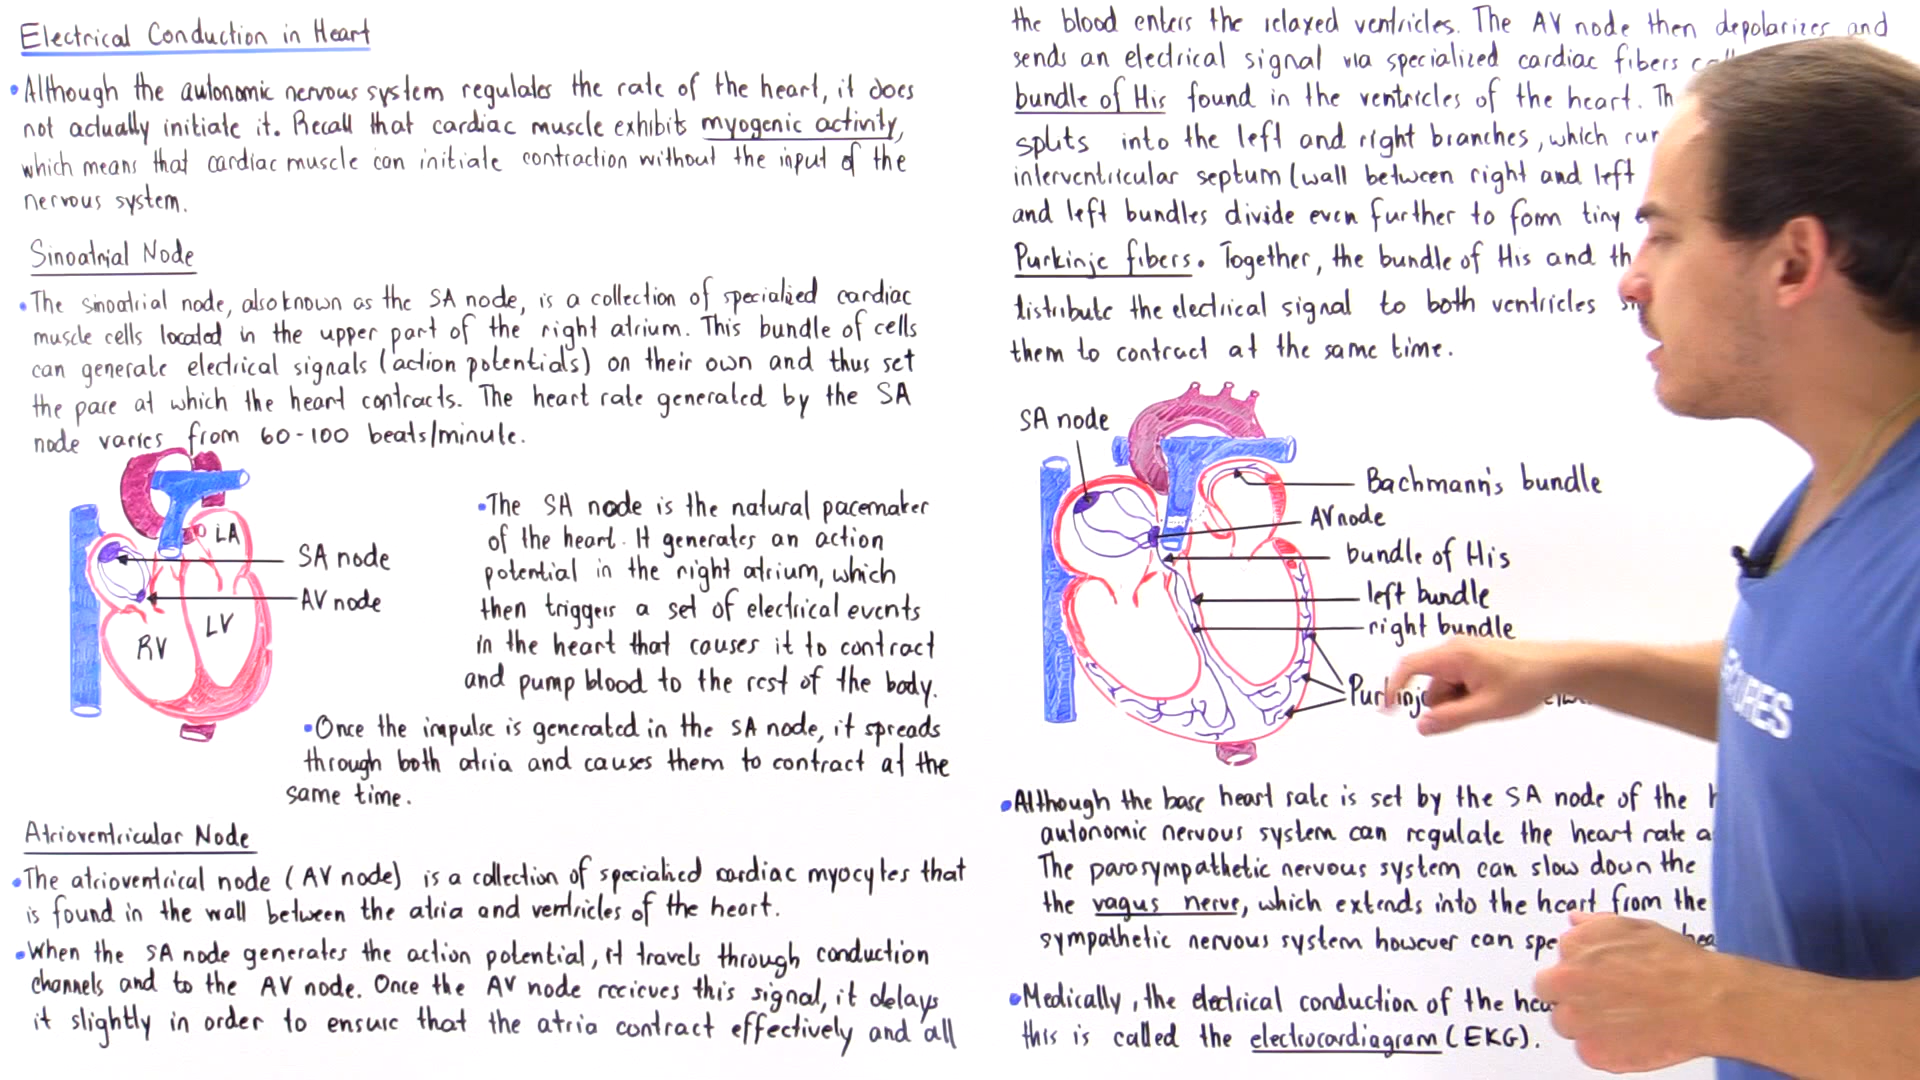 Electrical Conduction in Heart
•Although the autonomic nervous system regulates the rate of the heart, it does
not actually initiate it. Recall that cardiac muscle exhibits myogenic activity,
which means that cardiac muscle can initiate contraction without the input of the
nervous system.
Sinoatrial Node
•The sinoatrial node, also known as the SA node, is a collection of specialized cardiac
muscle cells located in the upper part of the right atrium. This bundle of cells
can generate electrical signals (action potentials) on their own and thus set
the pace at which the heart contracts. The heart rate generated by the SA
node varies from 60-100 beats/minute.
LA
SA node
AV node
LV
RV
•The SA node is the natural pacemaker
of the heart. It generates an action
potential in the right atrium, which
then triggers a set of electrical events
in the heart that causes it to contract
and pump blood to the rest of the body.
•Once the impulse is generated in the SA node, it spreads
through both atria and causes them to contract at the
same time.
Atrioventricular Node
•The atrioventrical node (AV node) is a collection of specialized cardiac myocytes that
is found in the wall between the atria and ventricles of the heart.
•When the SA node generates the action potential, it travels through conduction
channels and to the AV node. Once the AV node recieves this signal, it delays
it slightly in order to ensure that the atria contract effectively and all
the blood enters the relaxed ventricles. The AV node then depolarizes and
sends an electrical signal via specialized cardiac fibers
bundle of His found in the ventricles of the heart.
splits into the left and right branches, which
interventricular septum (wall between right and left
and left bundles divide even further to form tiny
Purkinje fibers. Together, the bundle of His and
distribute the electrical signal to both ventricles
them to contract at the same time.
SA node
Bachmann's bundle
AV node
bundle of His
left bundle
right bundle
•Although the base heart rate is set by the SA node of the
autonomic nervous system can regulate the heart rate
The parasympathetic nervous system can slow down the
the vagus nerve, which extends into the heart from the
sympathetic nervous system however can
•Medically, the electrical conduction of the
this is called the electrocardiagram (EKG).